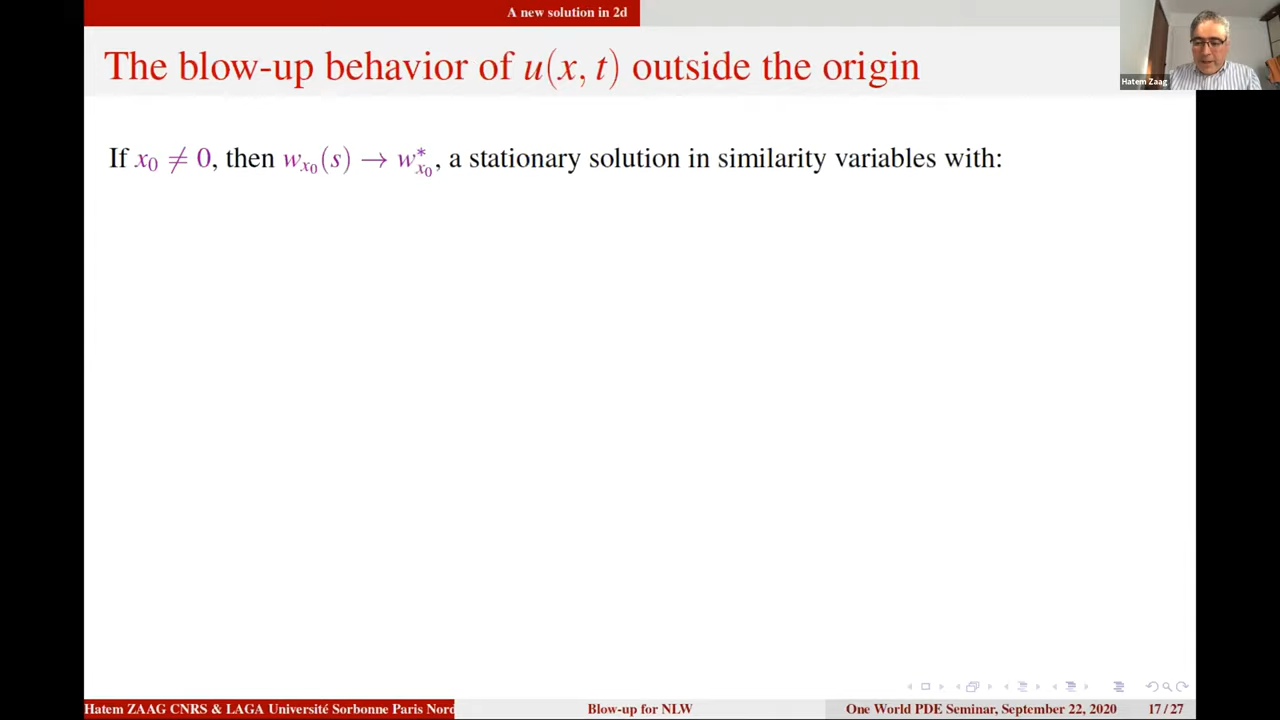 A new solution in 2d
The blow-up behavior of u(x, t) outside the origin
Hatem Zaag
If x₀ ≠ 0, then wₓ₀(s) → w*ₓ₀, a stationary solution in similarity variables with:
Hatem ZAAG CNRS & LAGA Université Sorbonne Paris Nord
Blow-up for NLW
One World PDE Seminar, September 22, 2020
17 / 27